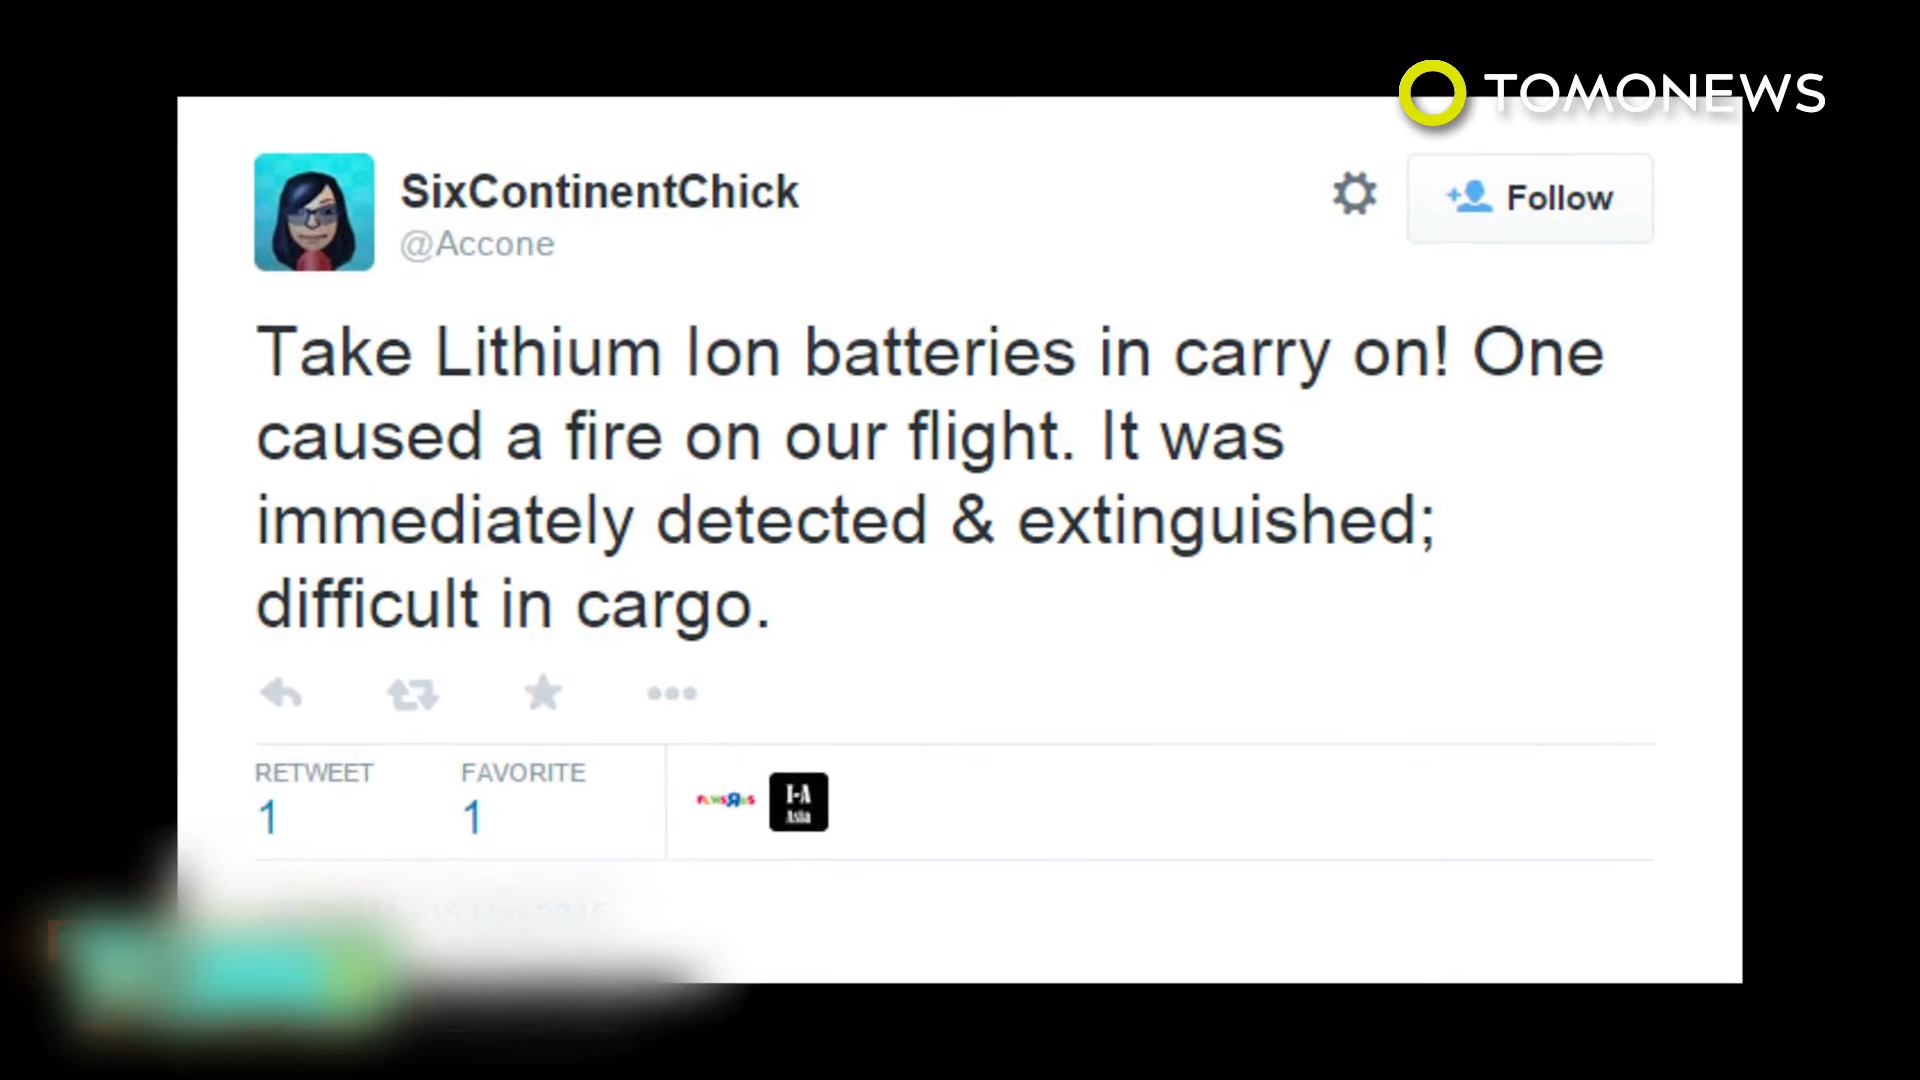 TOMONEWS
SixContinentChick
@Accone
Follow
Take Lithium Ion batteries in carry on! One
caused a fire on our flight. It was
immediately detected & extinguished;
difficult in cargo.
RETWEET
FAVORITE
1
1
I-A
Asia